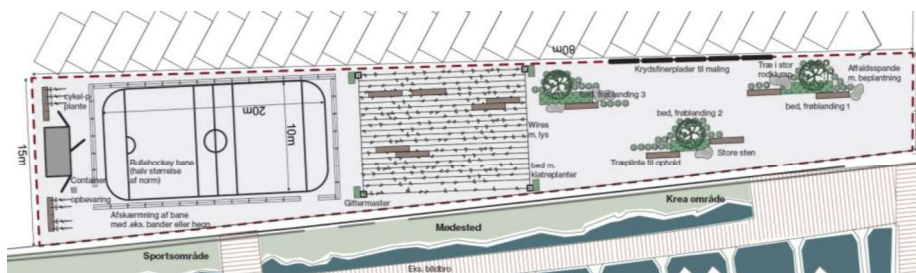 80m
Krydsfinerplader til maling
Træ i stor
rodklump
Affaldsspande
m. beplantning
cykel-p
plante
20m
10m
15m
bed, frøblanding 3
bed, frøblanding 1
bed, frøblanding 2
Wires
m. lys
Rullehockey bane
(halv størrelse
af norm)
Store sten
Træplinte til ophold
bed m.
klatreplanter
Container
til
opbevaring
Gittermaster
Afskærmning af bane
med .eks. bander eller hegn
Krea område
Mødested
Sportsområde
Eks. bådbro